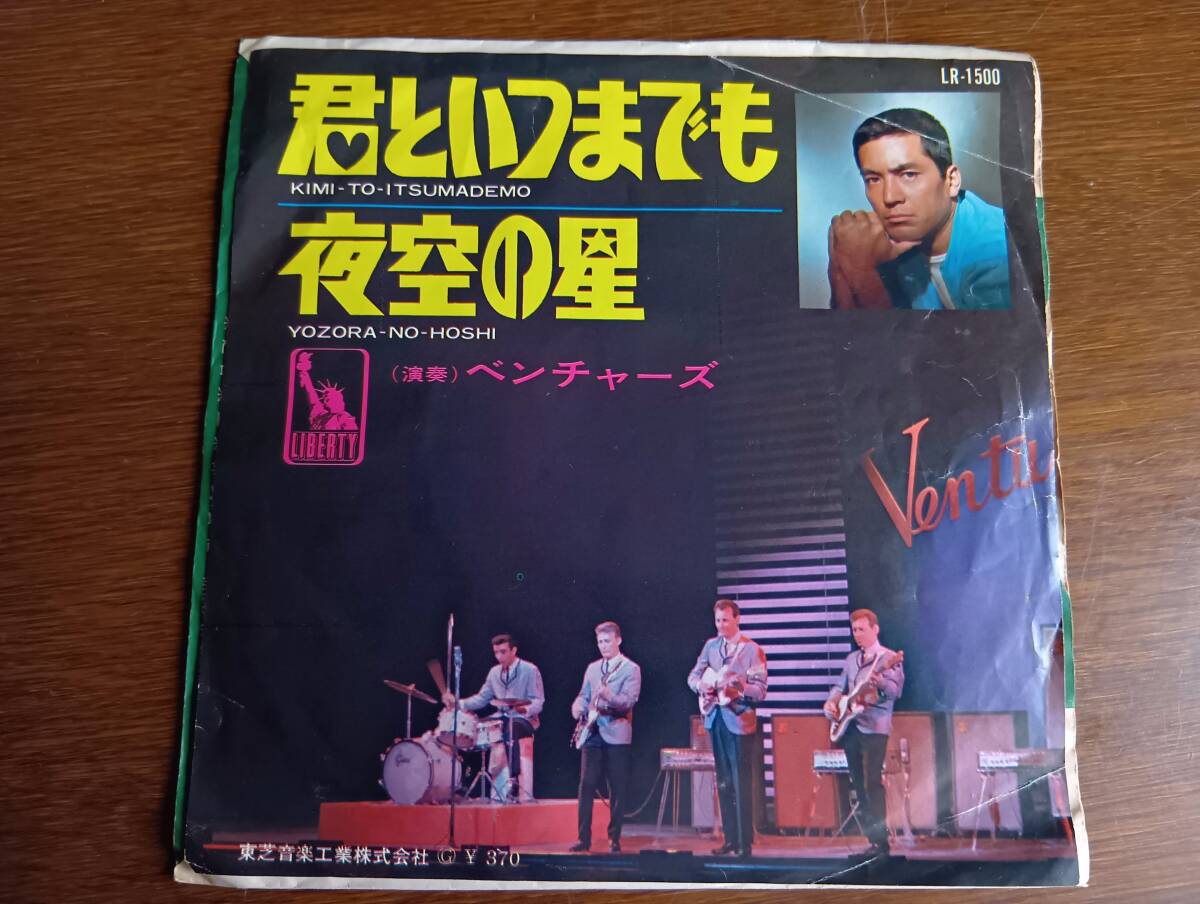 LR-1500
君といつまでも
KIMI-TO-ITSUMADEMO
夜空の星
YOZORA-NO-HOSHI
(演奏) ベンチャーズ
LIBERTY
Ventu
東芝音楽工業株式会社 Ⓖ ¥ 370